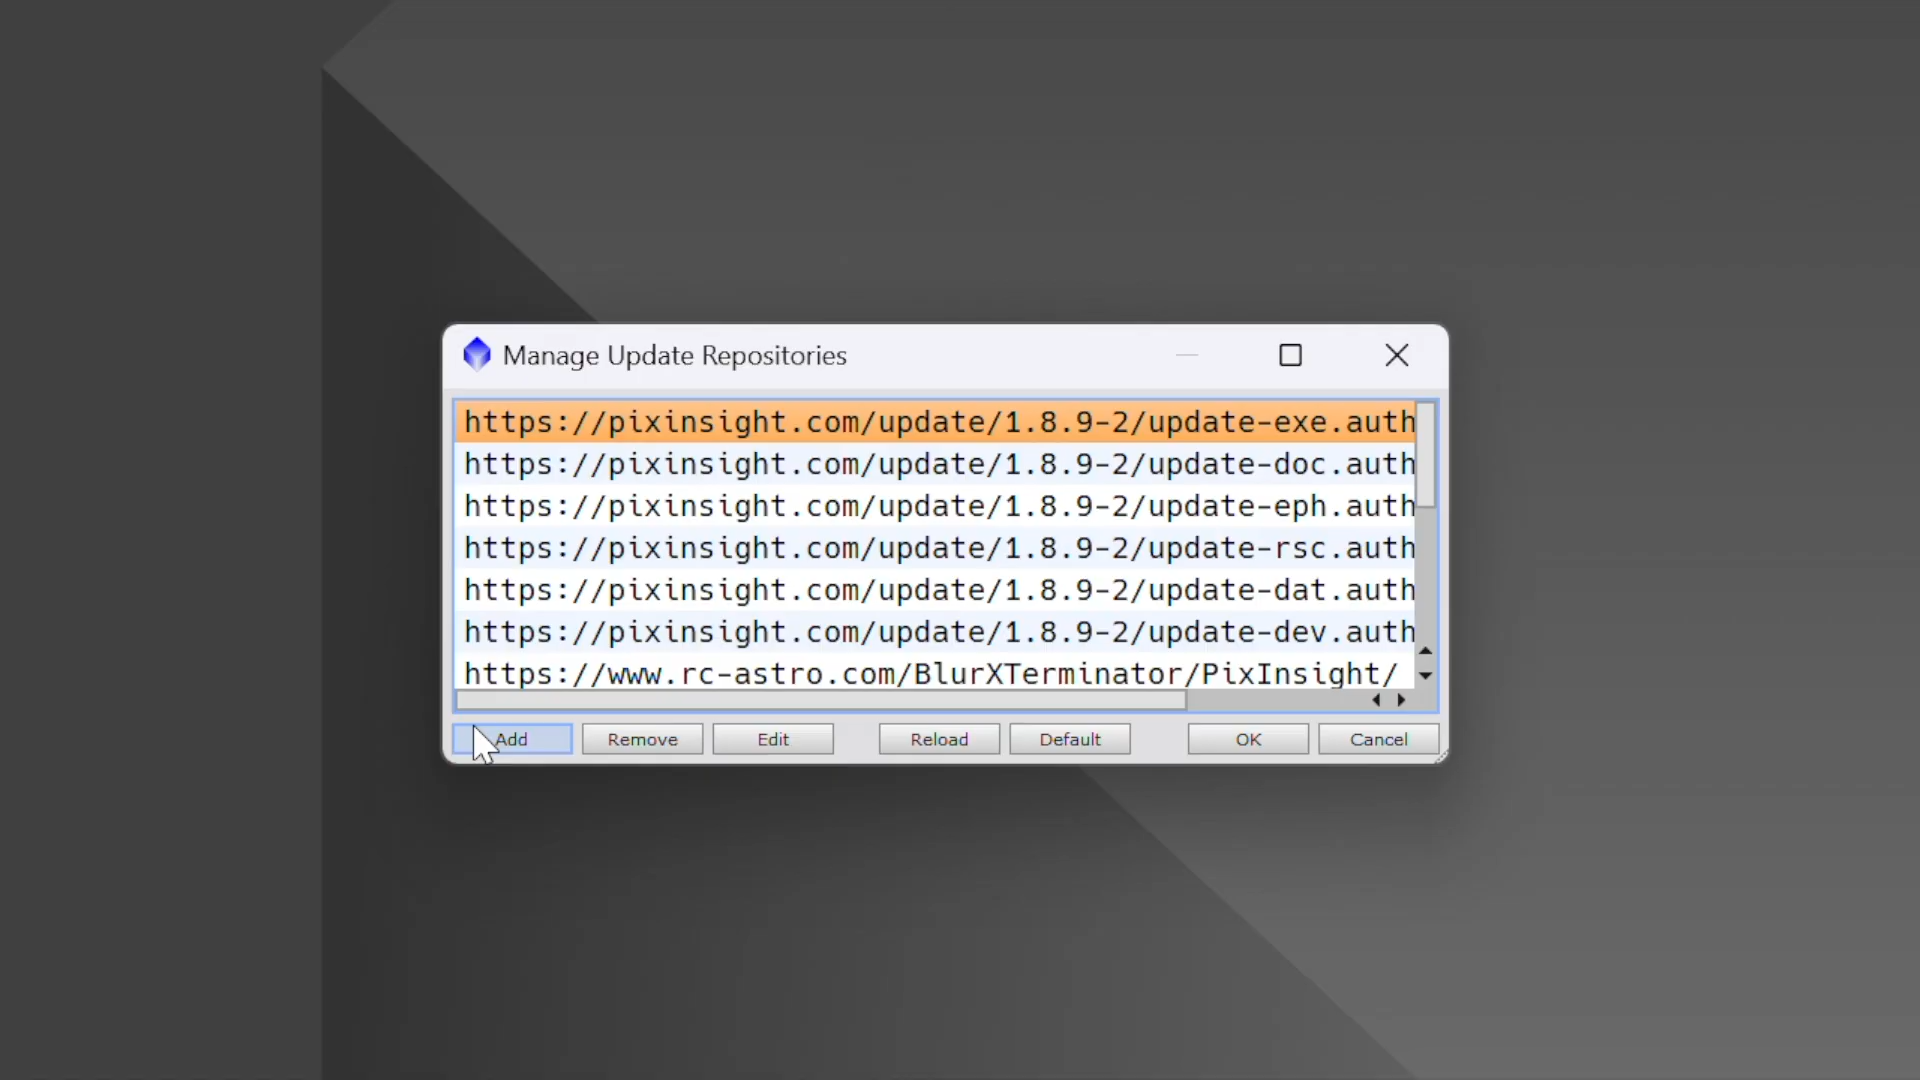 Manage Update Repositories
https://pixinsight.com/update/1.8.9-2/update-exe.auth
https://pixinsight.com/update/1.8.9-2/update-doc.auth
https://pixinsight.com/update/1.8.9-2/update-eph.auth
https://pixinsight.com/update/1.8.9-2/update-rsc.auth
https://pixinsight.com/update/1.8.9-2/update-dat.auth
https://pixinsight.com/update/1.8.9-2/update-dev.auth
https://www.rc-astro.com/BlurXTerminator/PixInsight/
Add Remove Edit Reload Default OK Cancel